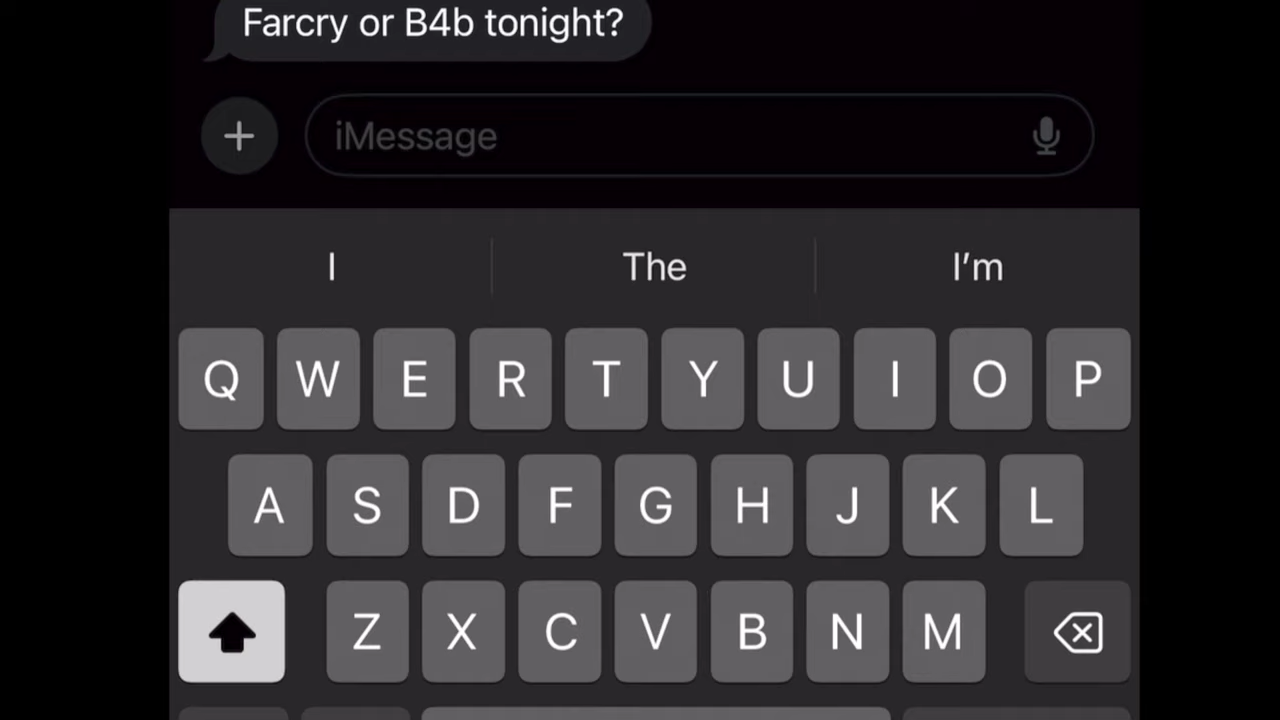 Farcry or B4b tonight?
iMessage
I The I’m
Q W E R T Y U I O P
A S D F G H J K L
Z X C V B N M